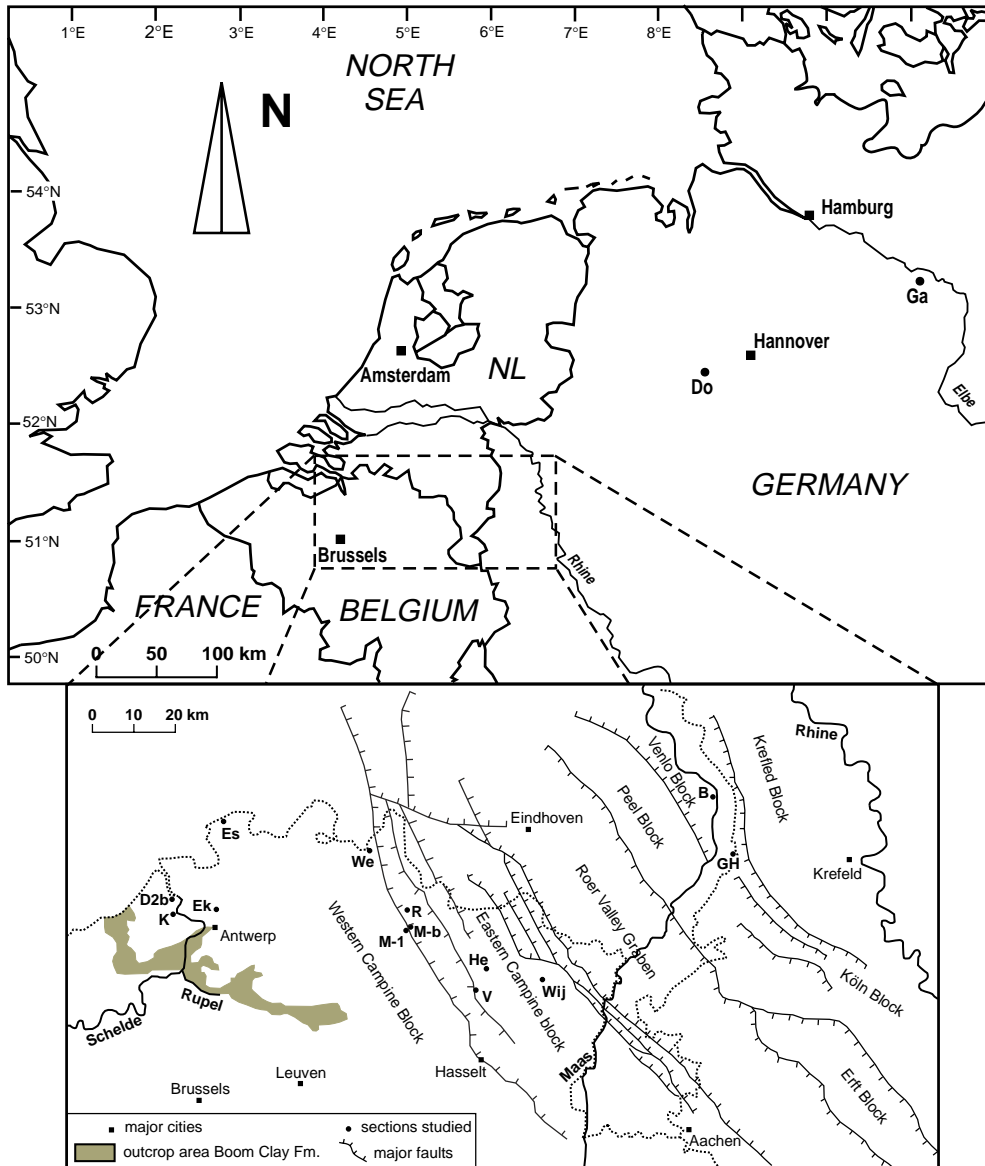 1°E 2°E 3°E 4°E 5°E 6°E 7°E 8°E
NORTH
SEA
N
54°N
53°N
52°N
51°N
50°N
Hamburg
Ga
Hannover
Do
Elbe
Amsterdam
NL
GERMANY
Brussels
Rhine
FRANCE
BELGIUM
0 50 100 km
0 10 20 km
Rhine
Krefled Block
Venlo Block
B
Peel Block
Eindhoven
Es
We
GH
Krefeld
D2b
K
Ek
Antwerp
R
M-1
M-b
Roer Valley Graben
Western Campine Block
Eastern Campine block
He
V
Wij
Köln Block
Rupel
Schelde
Maas
Erft Block
Hasselt
Leuven
Brussels
Aachen
major cities
sections studied
outcrop area Boom Clay Fm.
major faults